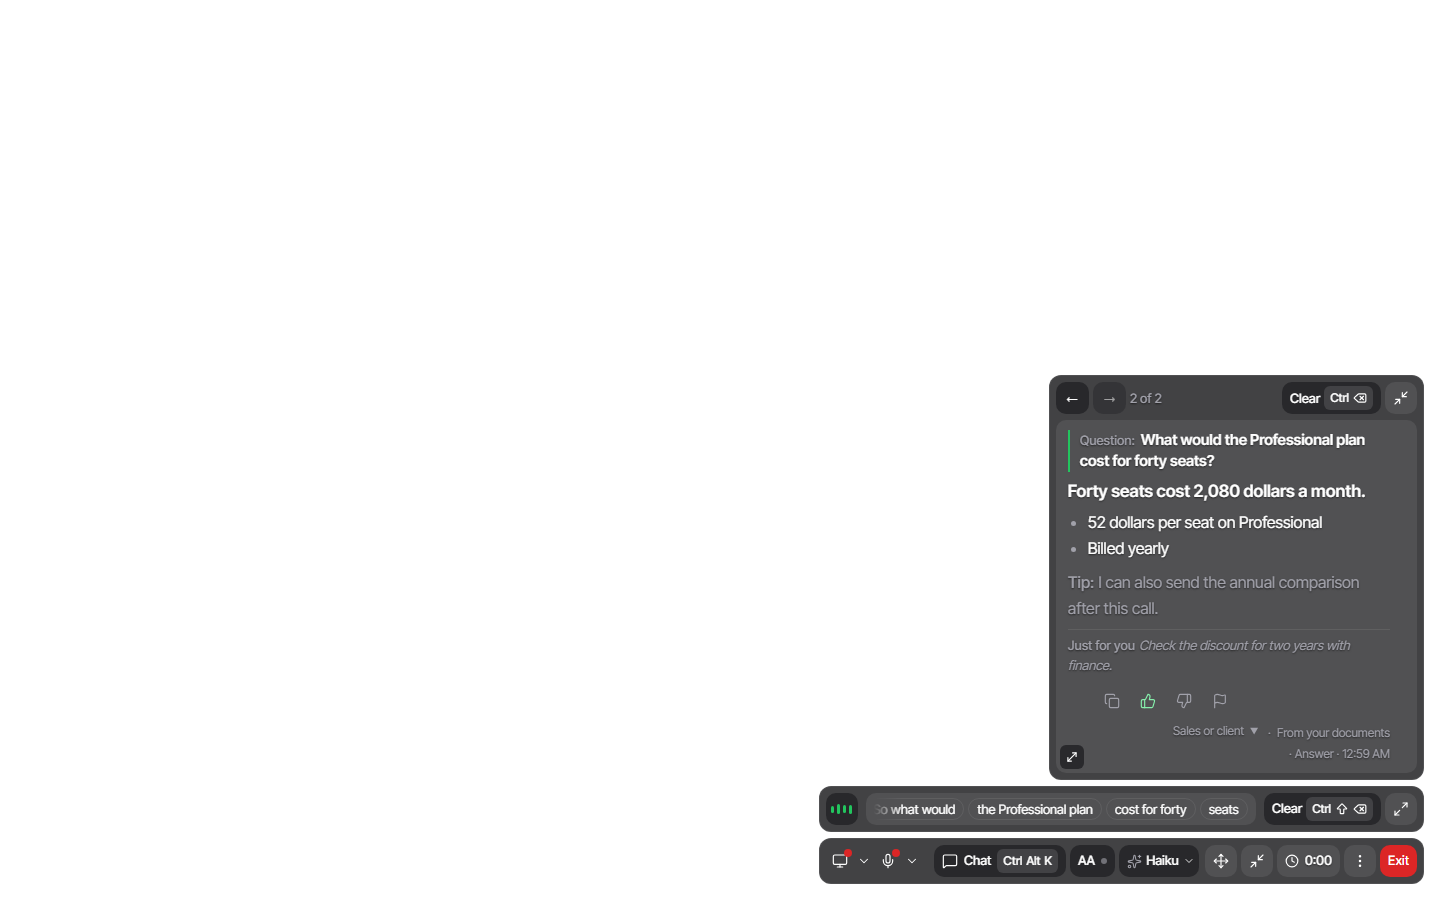 ← → 2 of 2 Clear Ctrl
Question: What would the Professional plan
cost for forty seats?
Forty seats cost 2,080 dollars a month.
• 52 dollars per seat on Professional
• Billed yearly
Tip: I can also send the annual comparison
after this call.
Just for you Check the discount for two years with
finance.
Sales or client ▼ · From your documents
· Answer · 12:59 AM
So what would the Professional plan cost for forty seats Clear Ctrl
Chat Ctrl Alt K AA Haiku 0:00 Exit